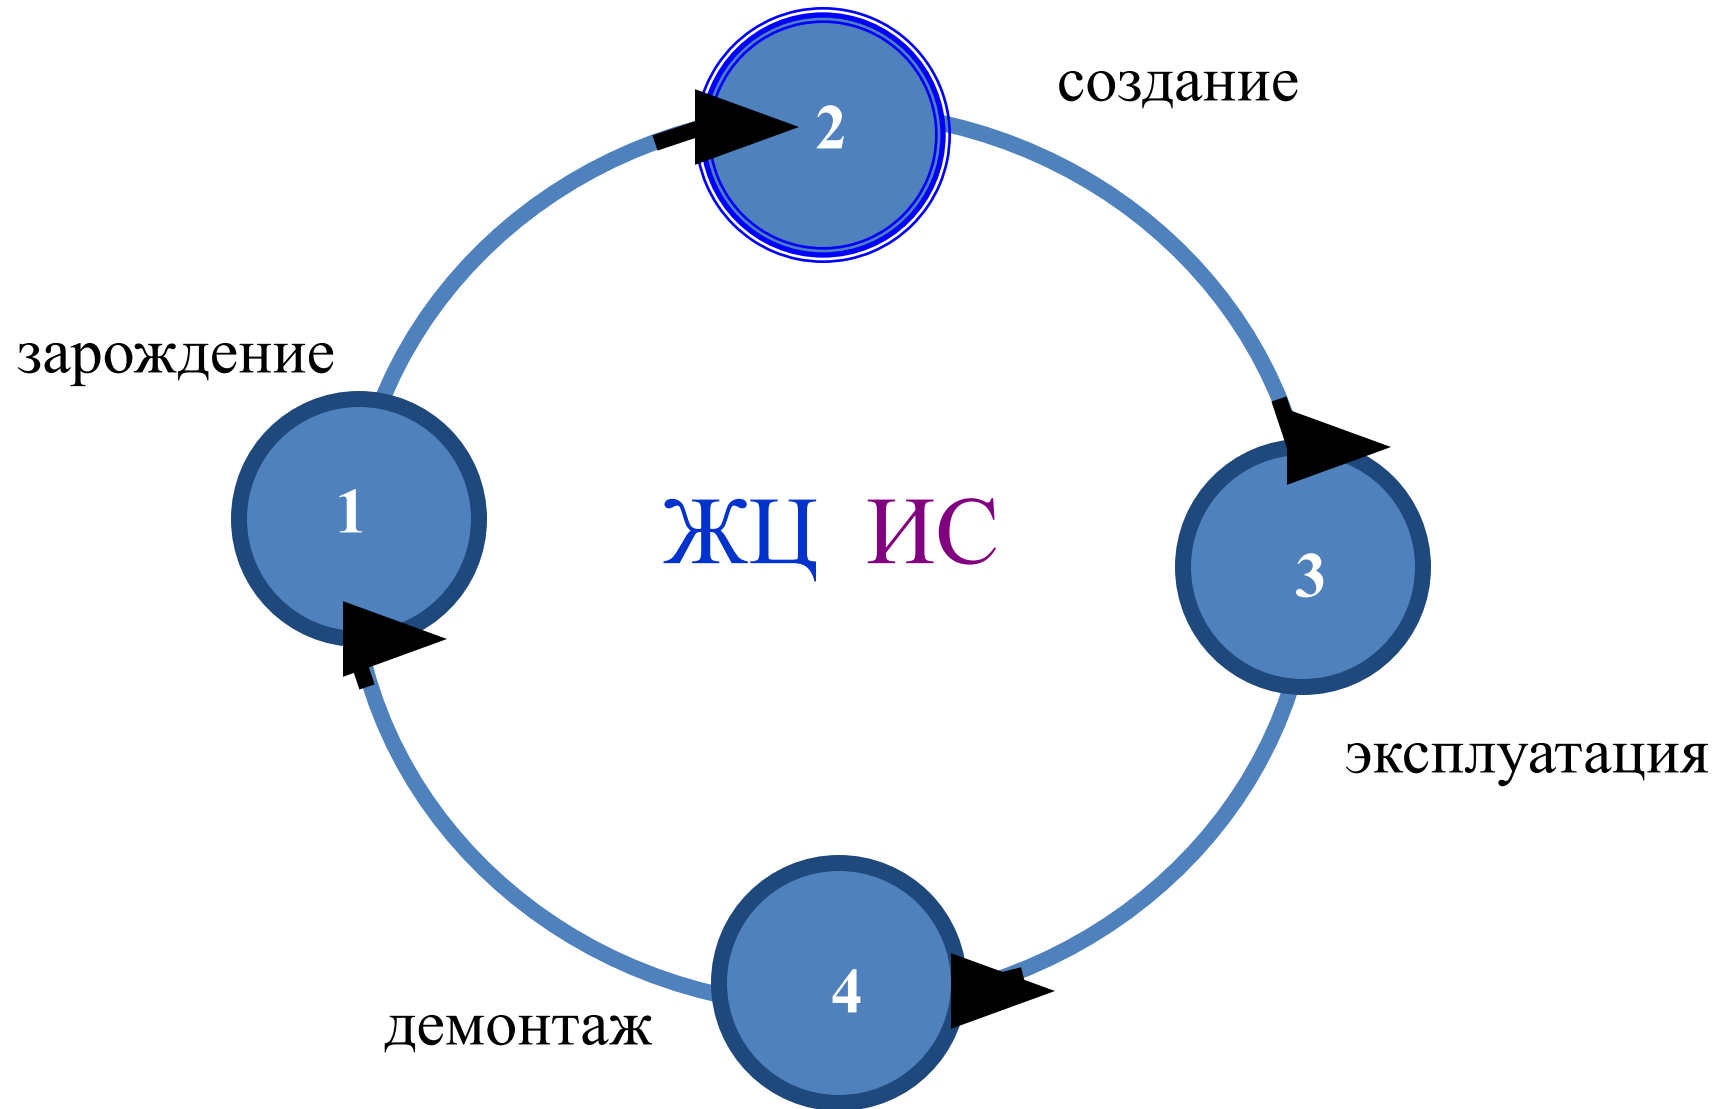 создание
2
зарождение
1
ЖЦ ИС
3
эксплуатация
4
демонтаж